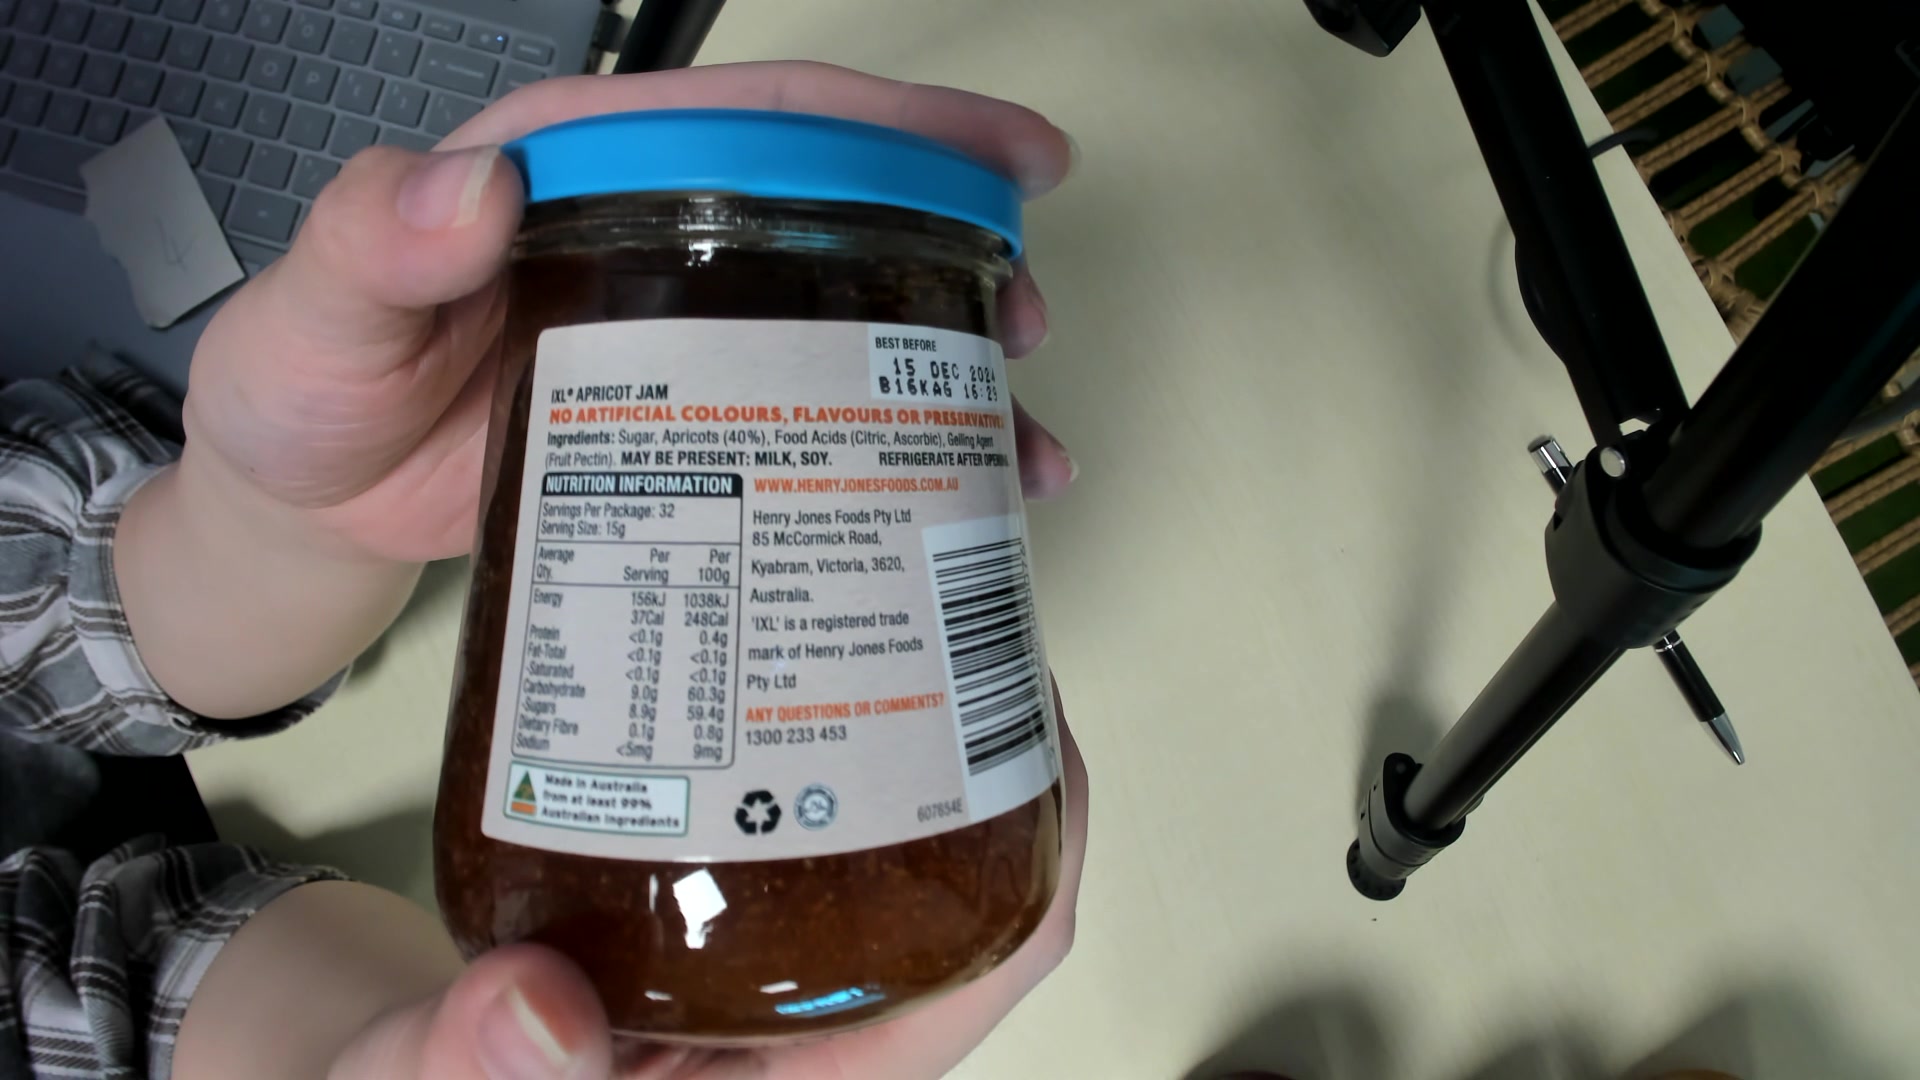 BEST BEFORE
15 DEC 2024
B16KAG 16:29
IXL® APRICOT JAM
NO ARTIFICIAL COLOURS, FLAVOURS OR PRESERVATIVES
Ingredients: Sugar, Apricots (40%), Food Acids (Citric, Ascorbic), Gelling Agent
(Fruit Pectin). MAY BE PRESENT: MILK, SOY. REFRIGERATE AFTER OPENING
NUTRITION INFORMATION
Servings Per Package: 32
Serving Size: 15g
Average Qty. Per Serving Per 100g
Energy 156kJ 1038kJ
37Cal 248Cal
Protein <0.1g 0.4g
Fat-Total <0.1g <0.1g
-Saturated <0.1g <0.1g
Carbohydrate 9.0g 60.3g
-Sugars 8.9g 59.4g
Dietary Fibre 0.1g 0.8g
Sodium <5mg 9mg
WWW.HENRYJONESFOODS.COM.AU
Henry Jones Foods Pty Ltd
85 McCormick Road,
Kyabram, Victoria, 3620,
Australia.
'IXL' is a registered trade
mark of Henry Jones Foods
Pty Ltd
ANY QUESTIONS OR COMMENTS?
1300 233 453
Made in Australia
from at least 99%
Australian ingredients
607654E
4